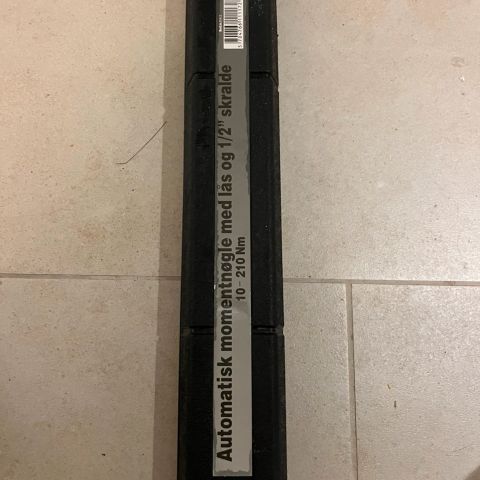 Automatisk momentnøgle med lås og 1/2" skralde
10 - 210 Nm